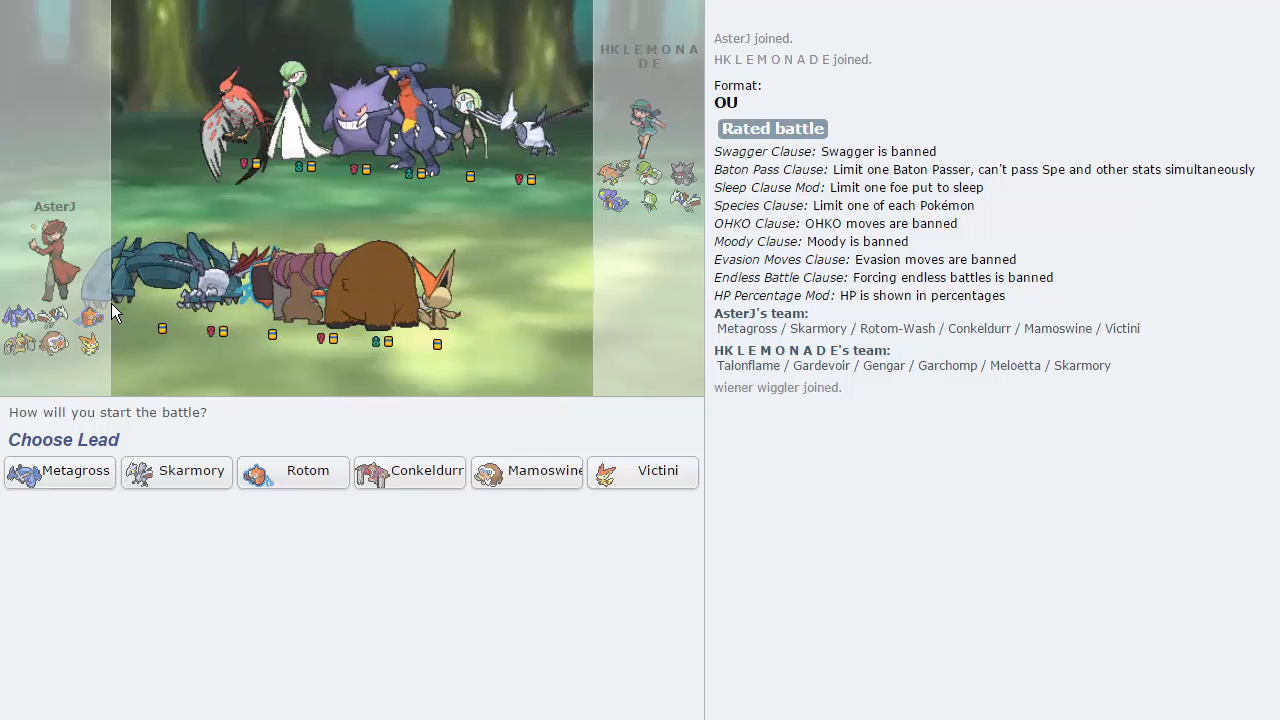 HK L E M O N A
D E
AsterJ
How will you start the battle?
Choose Lead
Metagross
Skarmory
Rotom
Conkeldurr
Mamoswine
Victini
AsterJ joined.
HK L E M O N A D E joined.
Format:
OU
Rated battle
Swagger Clause: Swagger is banned
Baton Pass Clause: Limit one Baton Passer, can't pass Spe and other stats simultaneously
Sleep Clause Mod: Limit one foe put to sleep
Species Clause: Limit one of each Pokémon
OHKO Clause: OHKO moves are banned
Moody Clause: Moody is banned
Evasion Moves Clause: Evasion moves are banned
Endless Battle Clause: Forcing endless battles is banned
HP Percentage Mod: HP is shown in percentages
AsterJ's team:
Metagross / Skarmory / Rotom-Wash / Conkeldurr / Mamoswine / Victini
HK L E M O N A D E's team:
Talonflame / Gardevoir / Gengar / Garchomp / Meloetta / Skarmory
wiener wiggler joined.